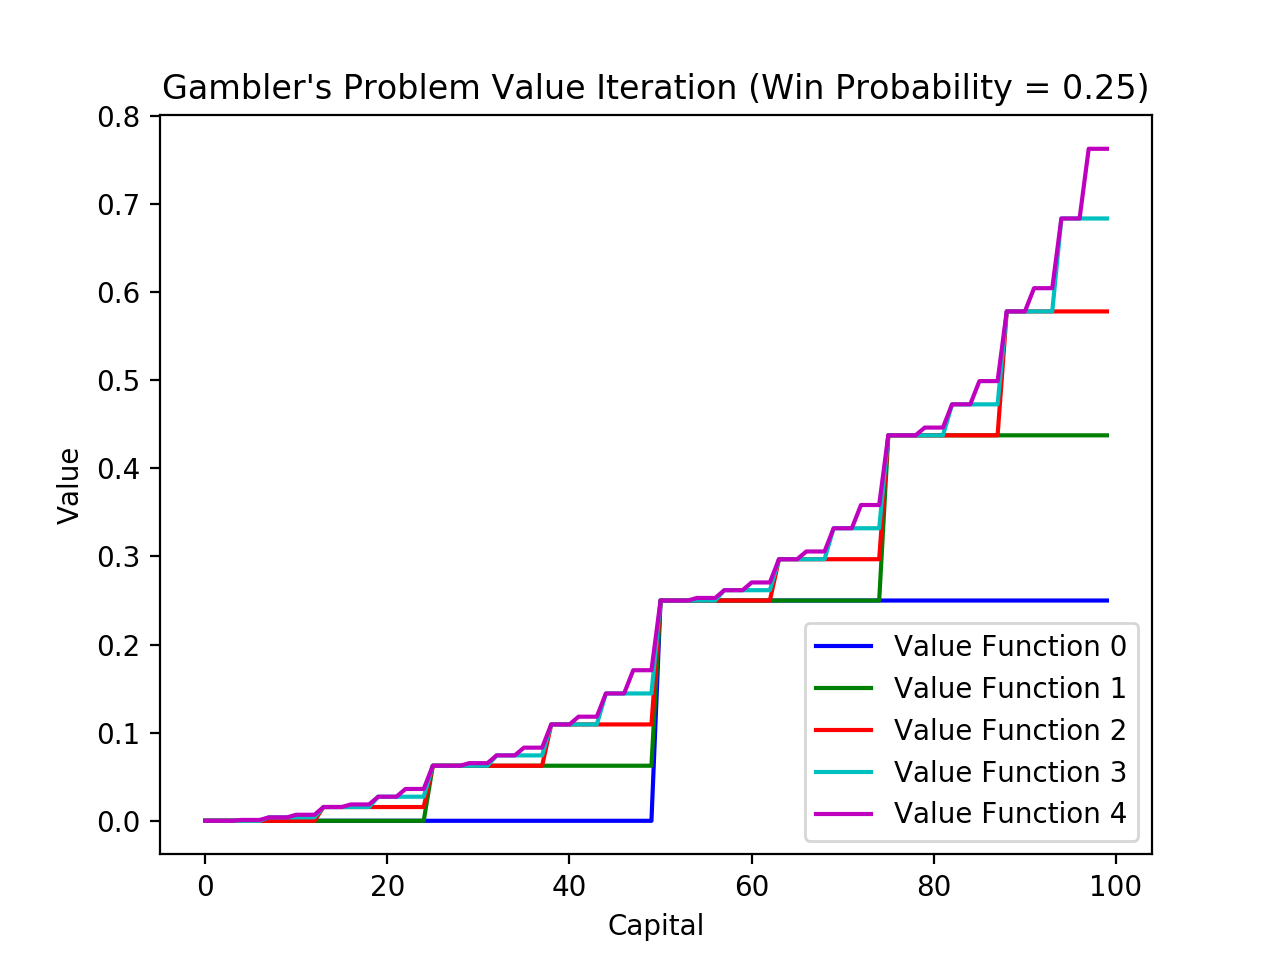 Gambler's Problem Value Iteration (Win Probability = 0.25)
0.8
0.7
0.6
0.5
0.4
0.3
0.2
0.1
0.0
Value
Value Function 0
Value Function 1
Value Function 2
Value Function 3
Value Function 4
0 20 40 60 80 100
Capital